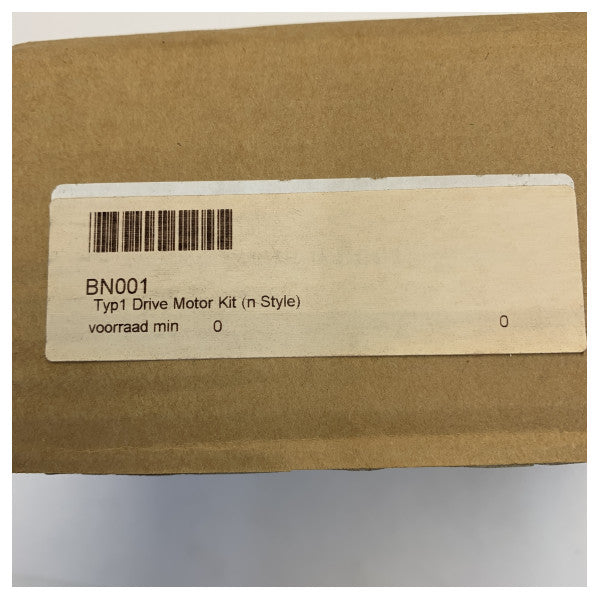 BN001
Typ1 Drive Motor Kit (n Style)
voorraad min 0 0